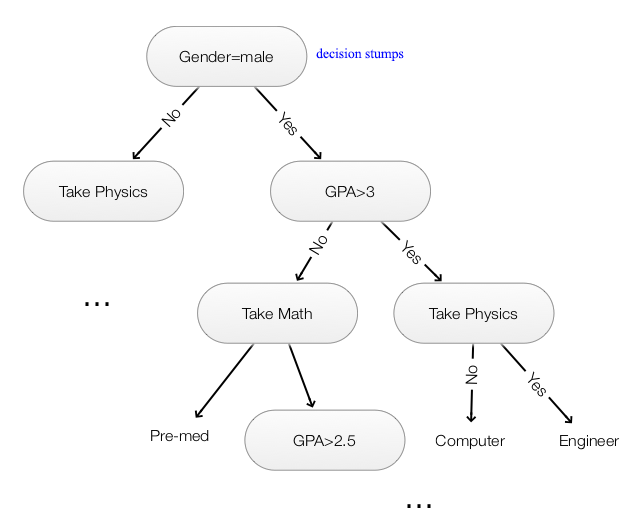 Gender=male
decision stumps
No
Yes
Take Physics
GPA>3
No
Yes
...
Take Math
Take Physics
No
Yes
Pre-med
GPA>2.5
Computer
Engineer
...